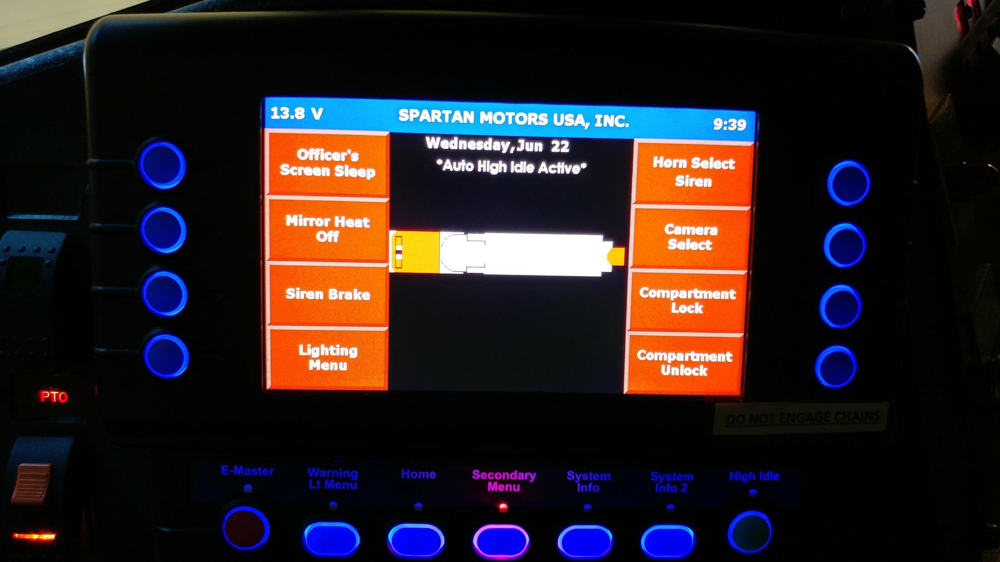 13.8 V
SPARTAN MOTORS USA, INC.
9:39
Wednesday,Jun 22
*Auto High Idle Active*
Officer's
Screen Sleep
Mirror Heat
Off
Siren Brake
Lighting
Menu
Horn Select
Siren
Camera
Select
Compartment
Lock
Compartment
Unlock
PTO
DO NOT ENGAGE CHAINS
E-Master
Warning
Lt Menu
Home
Secondary
Menu
System
Info
System
Info 2
High Idle